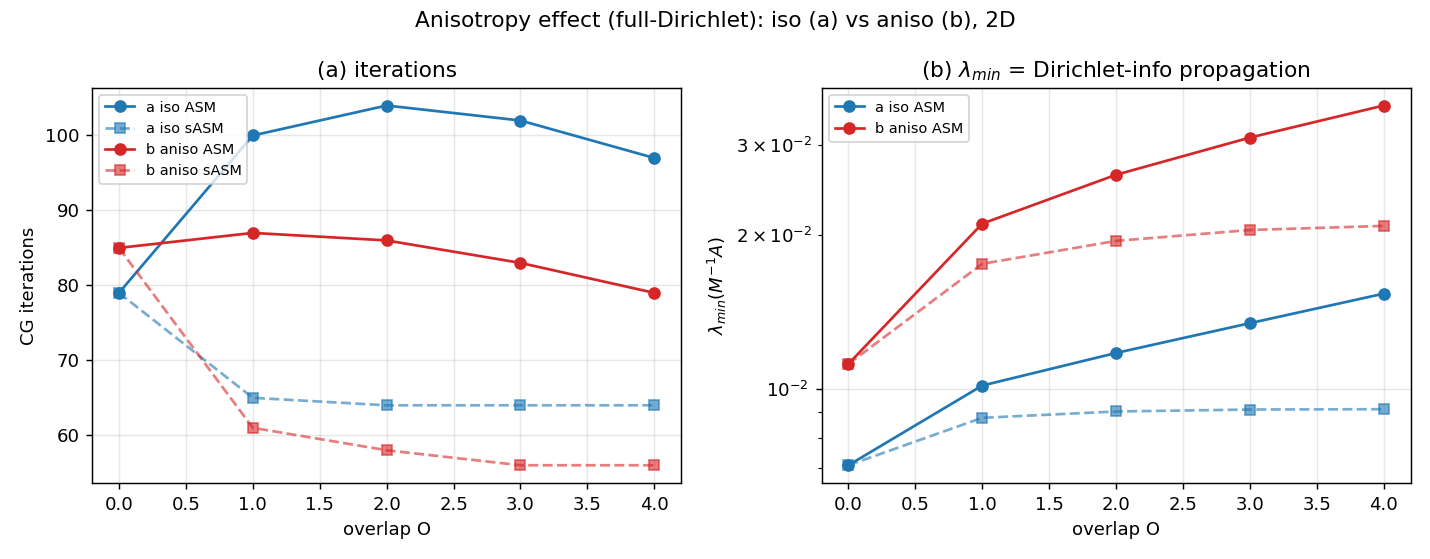 Anisotropy effect (full-Dirichlet): iso (a) vs aniso (b), 2D
(a) iterations
a iso ASM
a iso sASM
b aniso ASM
b aniso sASM
CG iterations
100
90
80
70
60
0.0 0.5 1.0 1.5 2.0 2.5 3.0 3.5 4.0
overlap O
(b) λmin = Dirichlet-info propagation
a iso ASM
b aniso ASM
λmin(M⁻¹A)
3 × 10⁻²
2 × 10⁻²
10⁻²
0.0 0.5 1.0 1.5 2.0 2.5 3.0 3.5 4.0
overlap O